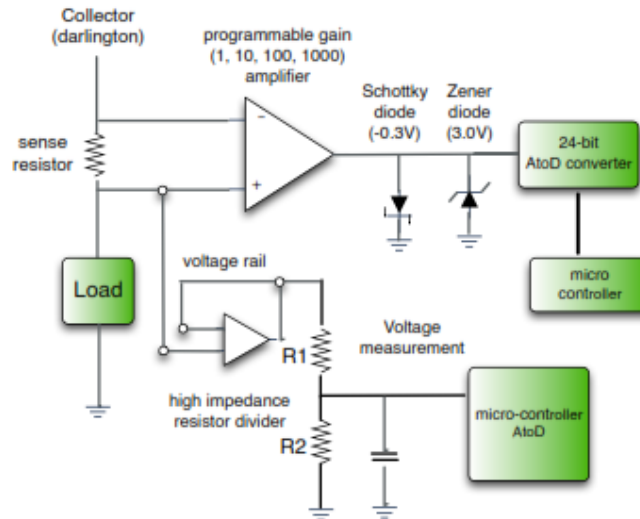 Collector
(darlington)
programmable gain
(1, 10, 100, 1000)
amplifier
Schottky
diode
(-0.3V)
Zener
diode
(3.0V)
sense
resistor
−
+
24-bit
AtoD converter
micro
controller
Load
voltage rail
R1
Voltage
measurement
high impedance
resistor divider
R2
micro-controller
AtoD